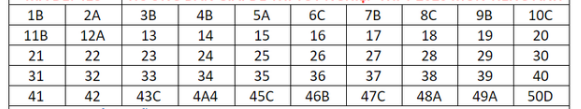 1B 2A 3B 4B 5A 6C 7B 8C 9B 10C
11B 12A 13 14 15 16 17 18 19 20
21 22 23 24 25 26 27 28 29 30
31 32 33 34 35 36 37 38 39 40
41 42 43C 4A4 45C 46B 47C 48A 49A 50D